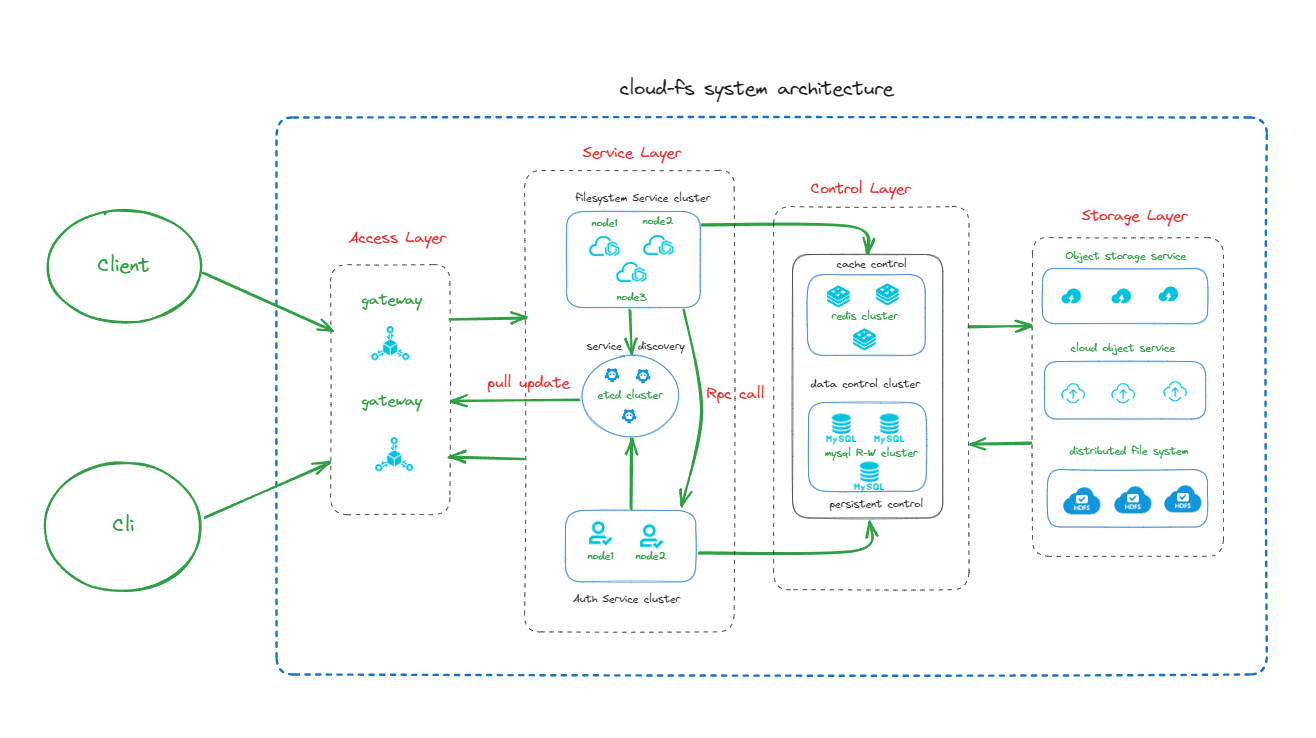 cloud-fs system architecture
Client
Cli
Access Layer
gateway
gateway
Service Layer
filesystem Service cluster
node1
node2
node3
service discovery
etcd cluster
pull update
Rpc call
node1
node2
Auth Service cluster
Control Layer
cache control
redis cluster
data control cluster
MySQL
MySQL
mysql R-W cluster
MySQL
persistent control
Storage Layer
Object storage service
cloud object service
distributed file system
HDFS
HDFS
HDFS